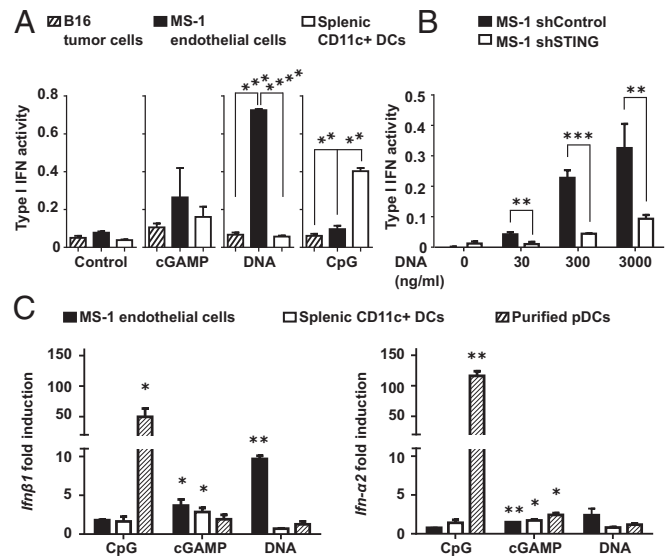 A
B16 tumor cells
MS-1 endothelial cells
Splenic CD11c+ DCs
Type I IFN activity
0.8
0.6
0.4
0.2
0
****
****
**
**
Control
cGAMP
DNA
CpG
B
MS-1 shControl
MS-1 shSTING
Type I IFN activity
0.5
0.4
0.3
0.2
0.1
0
**
***
**
DNA (ng/ml)
0
30
300
3000
C
MS-1 endothelial cells
Splenic CD11c+ DCs
Purified pDCs
Ifnβ1 fold induction
150
100
50
10
5
0
*
*
*
**
CpG
cGAMP
DNA
Ifn-α2 fold induction
150
100
50
10
5
0
**
**
*
*
CpG
cGAMP
DNA